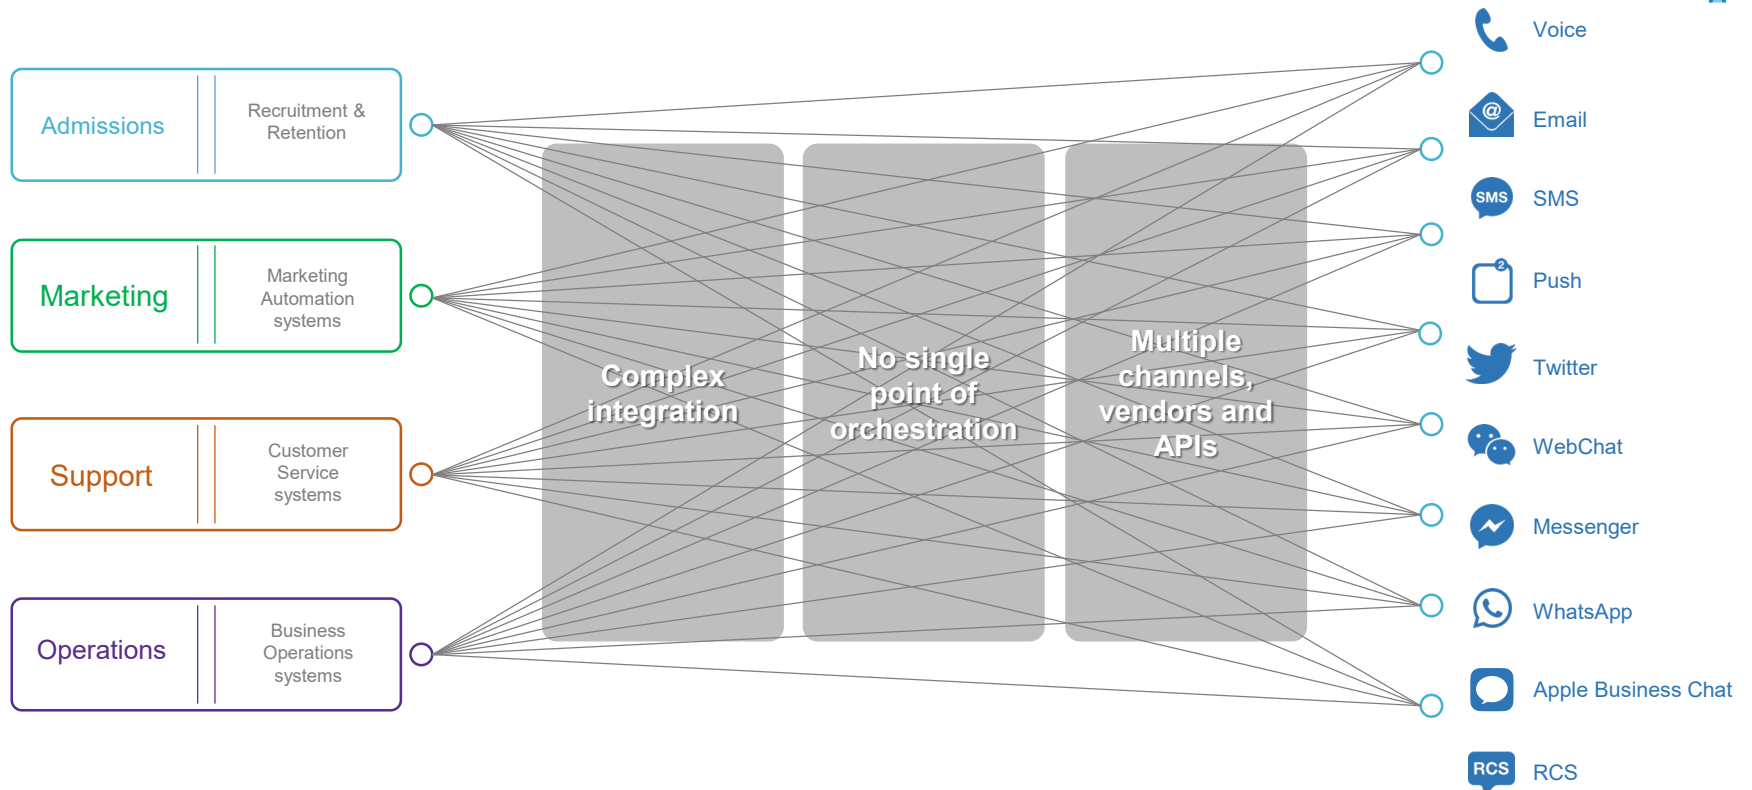 Admissions
Recruitment &
Retention
Marketing
Marketing
Automation
systems
Support
Customer
Service
systems
Operations
Business
Operations
systems
Complex
integration
No single
point of
orchestration
Multiple
channels,
vendors and
APIs
Voice
@
Email
SMS
SMS
2
Push
Twitter
WebChat
Messenger
WhatsApp
Apple Business Chat
RCS
RCS